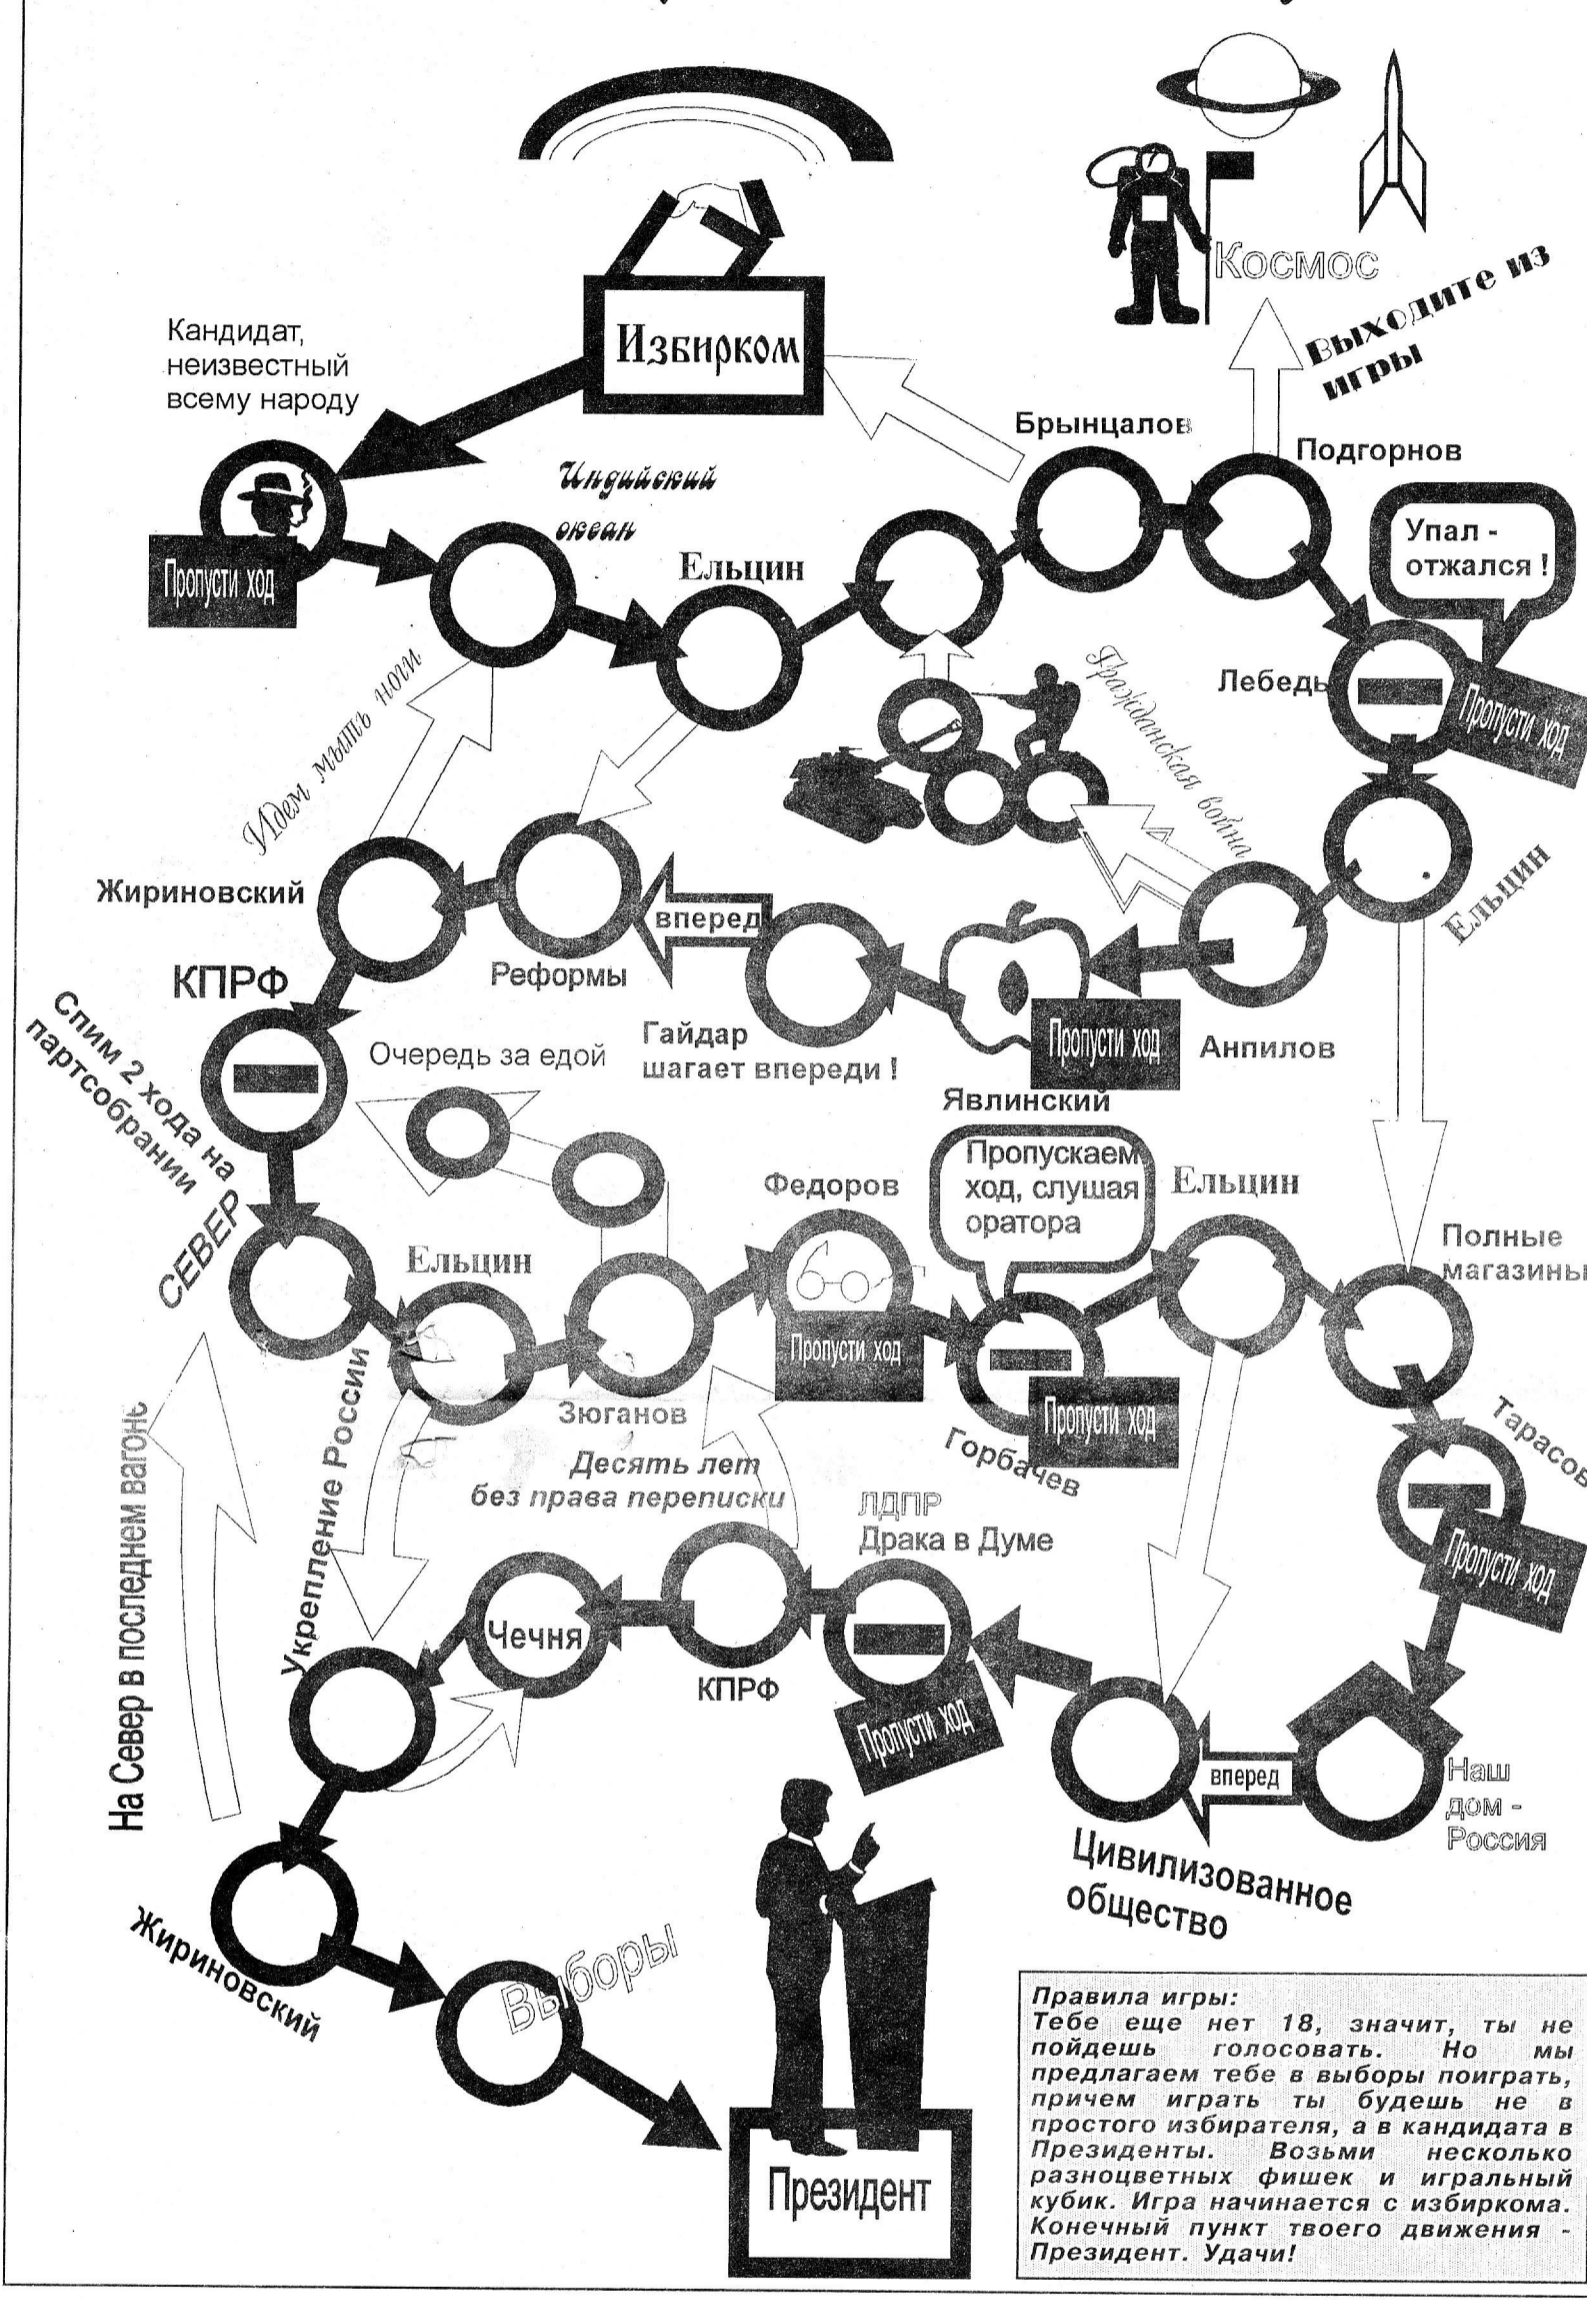 Космос
Выходите из
игры
Избирком
Кандидат,
неизвестный
всему народу
Пропусти ход
Индийский
океан
Ельцин
Брынцалов
Подгорнов
Упал -
отжался !
Лебедь
Пропусти ход
Идем мыть ноги
Гражданская война
Ельцин
Жириновский
Реформы
вперед
Гайдар
шагает впереди !
Пропусти ход
Анпилов
Явлинский
КПРФ
Спим 2 хода на
партсобрании
Очередь за едой
СЕВЕР
Ельцин
Зюганов
Федоров
Пропусти ход
Пропускаем
ход, слушая
оратора
Горбачев
Пропусти ход
Ельцин
Полные
магазины
Тарасов
Пропусти ход
На Север в последнем вагоне
Укрепление России
Десять лет
без права переписки
ЛДПР
Драка в Думе
Чечня
КПРФ
Пропусти ход
вперед
Наш
дом -
Россия
Цивилизованное
общество
Жириновский
Выборы
Президент
Правила игры:
Тебе еще нет 18, значит, ты не
пойдешь голосовать. Но мы
предлагаем тебе в выборы поиграть,
причем играть ты будешь не в
простого избирателя, а в кандидата в
Президенты. Возьми несколько
разноцветных фишек и игральный
кубик. Игра начинается с избиркома.
Конечный пункт твоего движения -
Президент. Удачи!